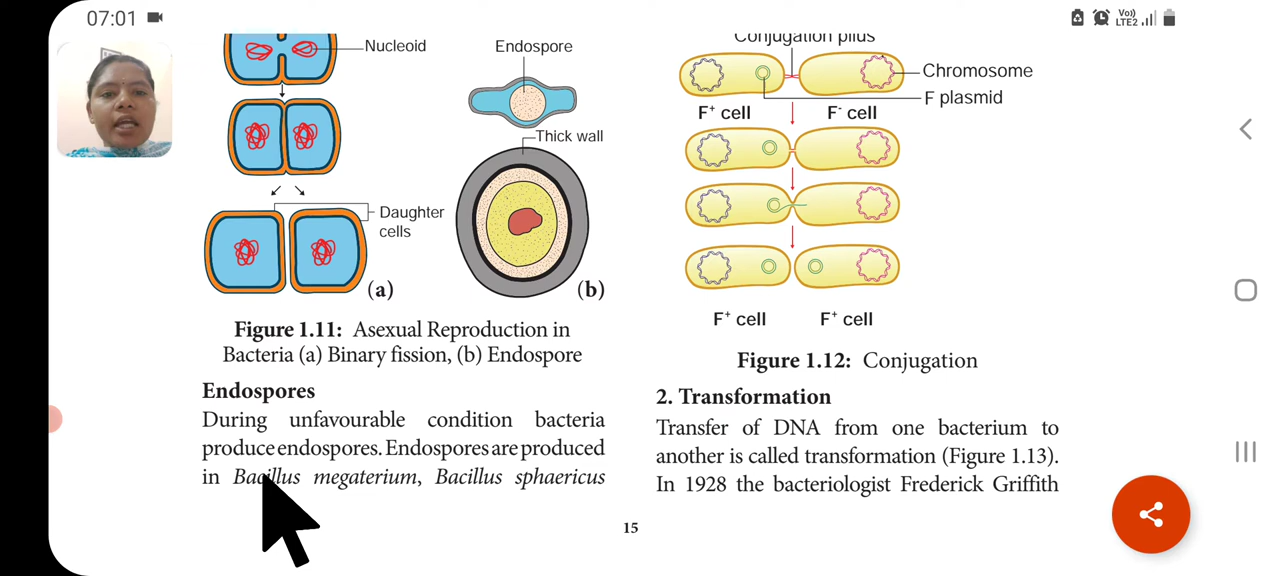 07:01
Vo)
LTE2
Nucleoid
Daughter
cells
(a)
Endospore
Thick wall
(b)
Figure 1.11: Asexual Reproduction in
Bacteria (a) Binary fission, (b) Endospore
Endospores
During unfavourable condition bacteria
produce endospores. Endospores are produced
in Bacillus megaterium, Bacillus sphaericus
Conjugation pilus
Chromosome
F plasmid
F+ cell
F- cell
F+ cell
F+ cell
Figure 1.12: Conjugation
2. Transformation
Transfer of DNA from one bacterium to
another is called transformation (Figure 1.13).
In 1928 the bacteriologist Frederick Griffith
15